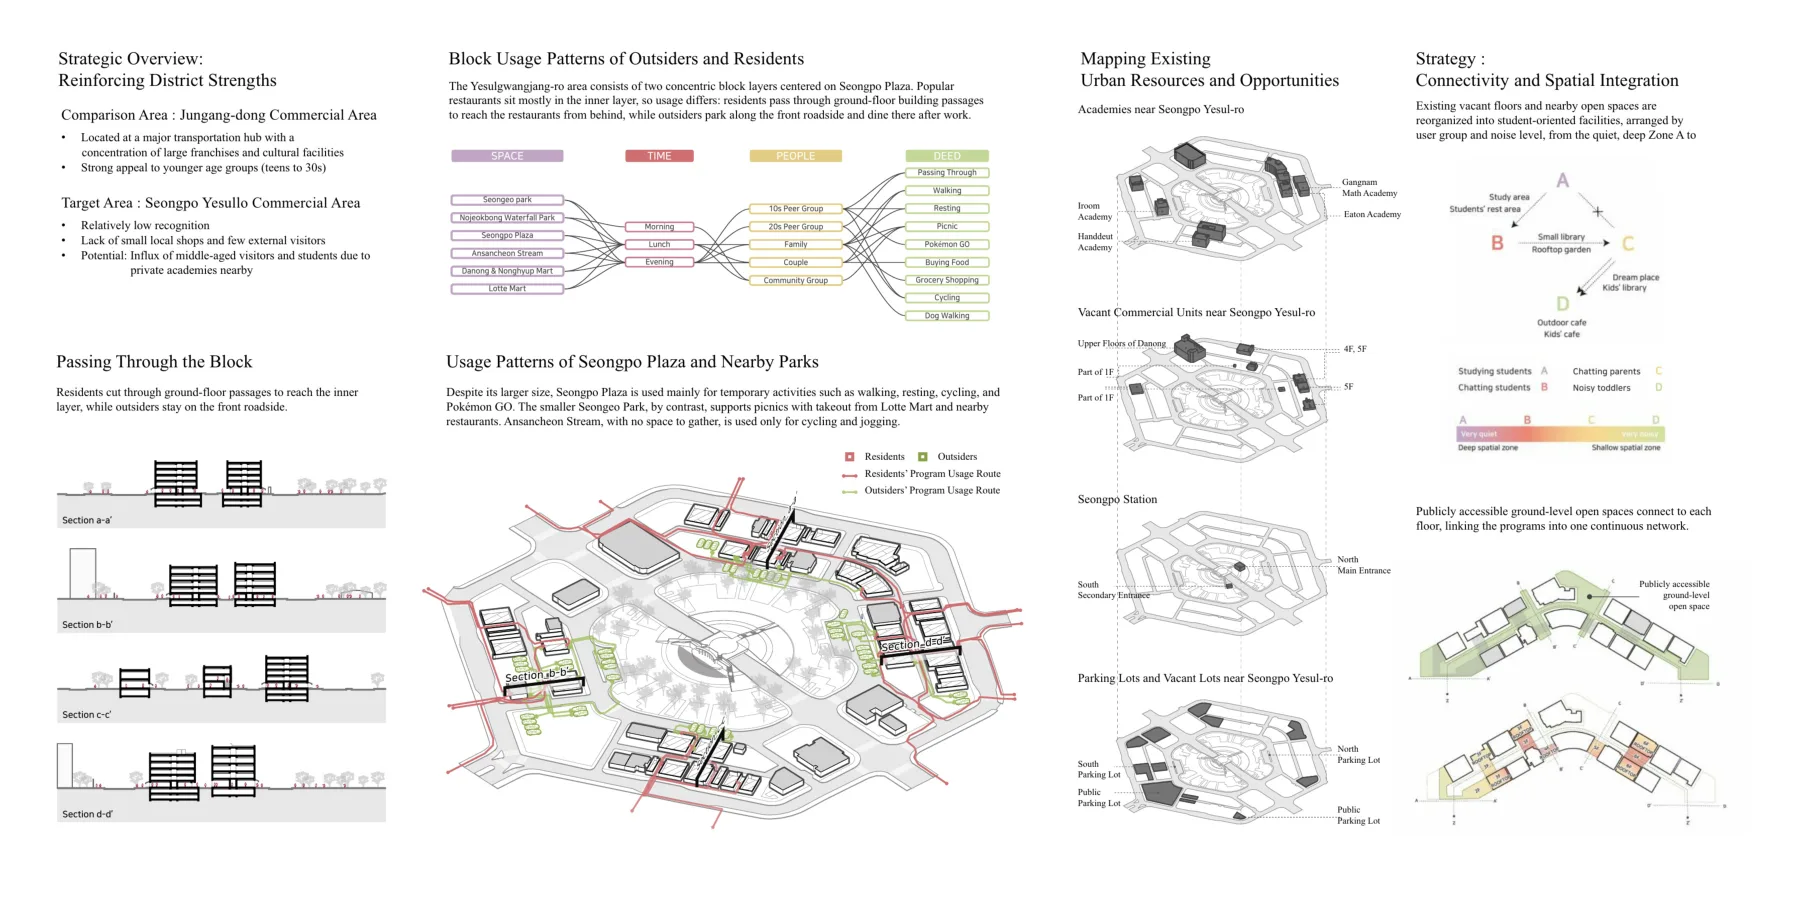 Strategic Overview:
Reinforcing District Strengths
Comparison Area : Jungang-dong Commercial Area
• Located at a major transportation hub with a
concentration of large franchises and cultural facilities
• Strong appeal to younger age groups (teens to 30s)
Target Area : Seongpo Yesullo Commercial Area
• Relatively low recognition
• Lack of small local shops and few external visitors
• Potential: Influx of middle-aged visitors and students due to
private academies nearby
Passing Through the Block
Residents cut through ground-floor passages to reach the inner
layer, while outsiders stay on the front roadside.
Section a-a'
Section b-b'
Section c-c'
Section d-d'
Block Usage Patterns of Outsiders and Residents
The Yesulgwangjang-ro area consists of two concentric block layers centered on Seongpo Plaza. Popular
restaurants sit mostly in the inner layer, so usage differs: residents pass through ground-floor building passages
to reach the restaurants from behind, while outsiders park along the front roadside and dine there after work.
SPACE
Seongeo park
Nojeokbong Waterfall Park
Seongpo Plaza
Ansancheon Stream
Danong & Nonghyup Mart
Lotte Mart
TIME
Morning
Lunch
Evening
PEOPLE
10s Peer Group
20s Peer Group
Family
Couple
Community Group
DEED
Passing Through
Walking
Resting
Picnic
Pokémon GO
Buying Food
Grocery Shopping
Cycling
Dog Walking
Usage Patterns of Seongpo Plaza and Nearby Parks
Despite its larger size, Seongpo Plaza is used mainly for temporary activities such as walking, resting, cycling, and
Pokémon GO. The smaller Seongeo Park, by contrast, supports picnics with takeout from Lotte Mart and nearby
restaurants. Ansancheon Stream, with no space to gather, is used only for cycling and jogging.
Residents
Outsiders
Residents' Program Usage Route
Outsiders' Program Usage Route
Section d-d'
Section b-b'
Mapping Existing
Urban Resources and Opportunities
Academies near Seongpo Yesul-ro
Gangnam
Math Academy
Eaton Academy
Iroom
Academy
Handdeut
Academy
Vacant Commercial Units near Seongpo Yesul-ro
Upper Floors of Danong
4F, 5F
Part of 1F
5F
Part of 1F
Seongpo Station
North
Main Entrance
South
Secondary Entrance
Parking Lots and Vacant Lots near Seongpo Yesul-ro
North
Parking Lot
South
Parking Lot
Public
Parking Lot
Public
Parking Lot
Strategy :
Connectivity and Spatial Integration
Existing vacant floors and nearby open spaces are
reorganized into student-oriented facilities, arranged by
user group and noise level, from the quiet, deep Zone A to
A
Study area
Students' rest area
B
Small library
Rooftop garden
C
Dream place
Kids' library
D
Outdoor cafe
Kids' cafe
Studying students A
Chatting parents C
Chatting students B
Noisy toddlers D
A B C D
Very quiet
Very noisy
Deep spatial zone
Shallow spatial zone
Publicly accessible ground-level open spaces connect to each
floor, linking the programs into one continuous network.
Publicly accessible
ground-level
open space